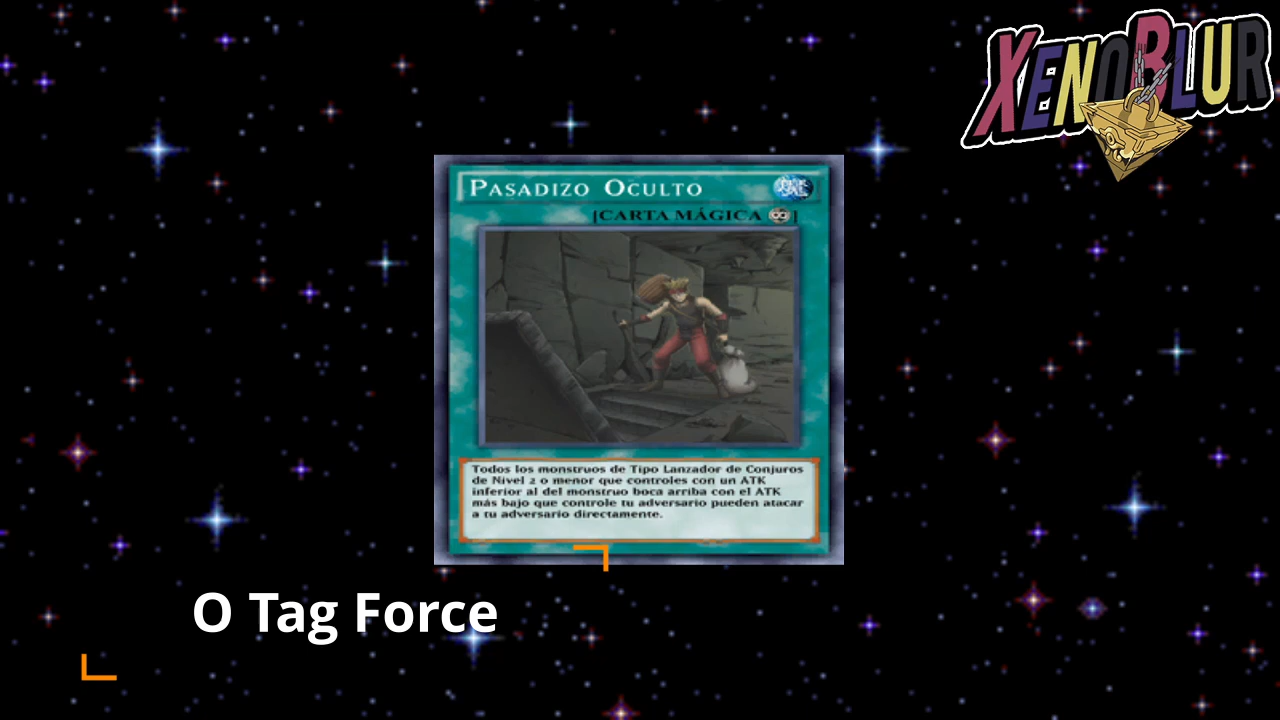 XENOBLUR
PASADIZO OCULTO
[CARTA MÁGICA ]
Todos los monstruos de Tipo Lanzador de Conjuros
de Nivel 2 o menor que controles con un ATK
inferior al del monstruo boca arriba con el ATK
más bajo que controle tu adversario pueden atacar
a tu adversario directamente.
O Tag Force